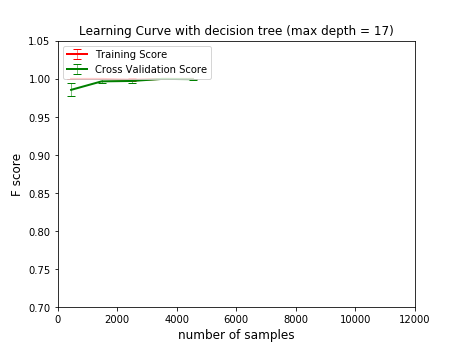 Learning Curve with decision tree (max depth = 17)
1.05
1.00
0.95
0.90
0.85
0.80
0.75
0.70
F score
Training Score
Cross Validation Score
0 2000 4000 6000 8000 10000 12000
number of samples